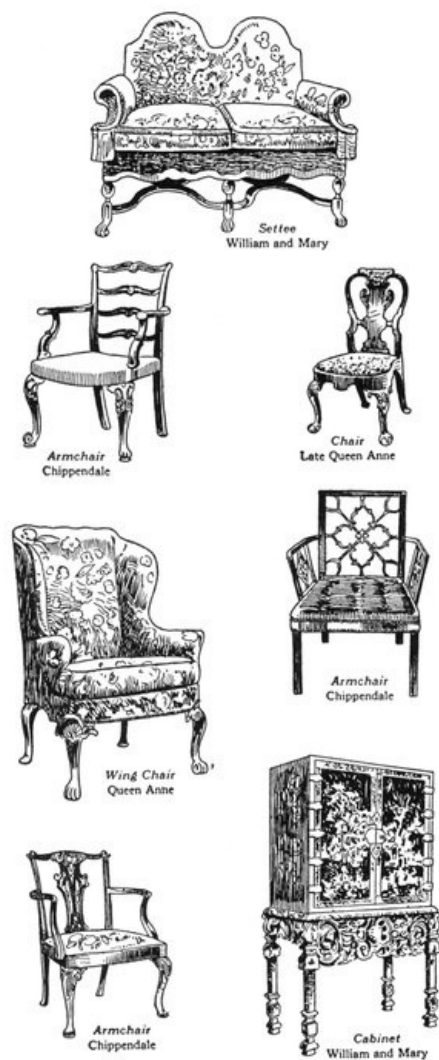 Settee
William and Mary
Armchair
Chippendale
Chair
Late Queen Anne
Armchair
Chippendale
Wing Chair
Queen Anne
Armchair
Chippendale
Cabinet
William and Mary